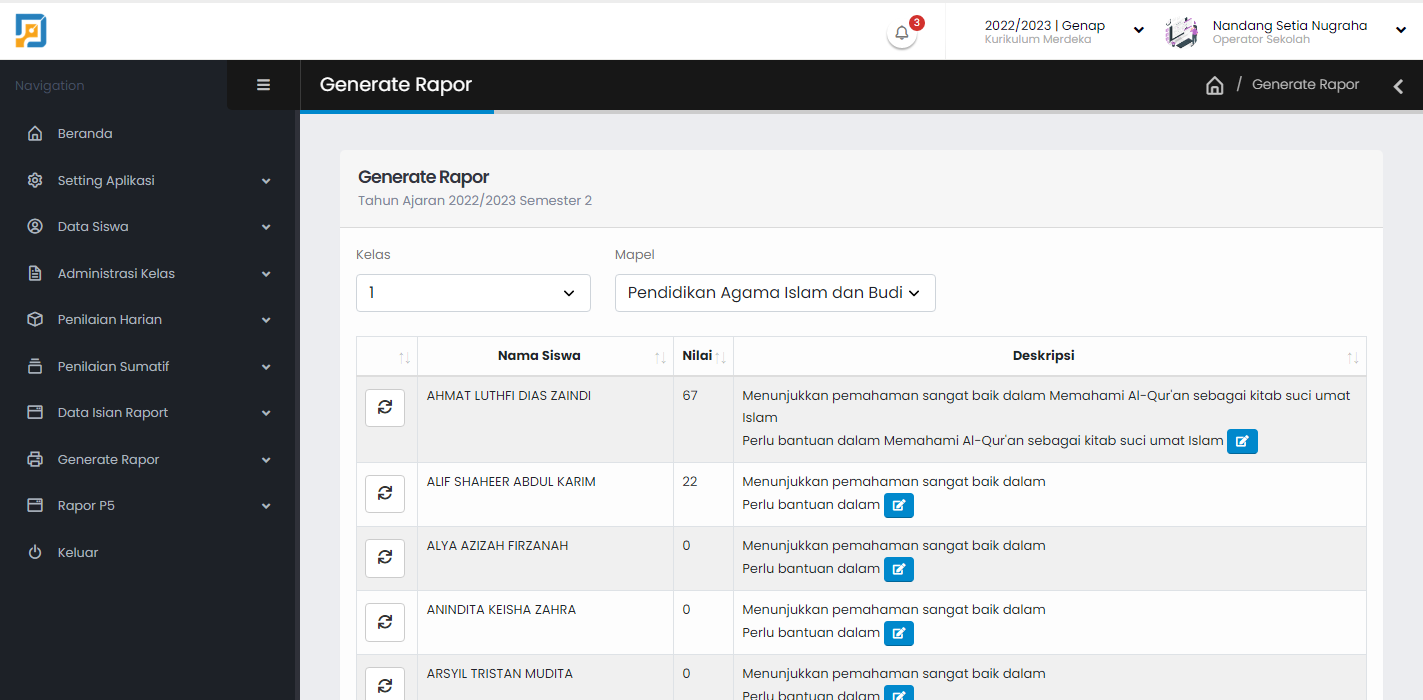 3
2022/2023 | Genap
Kurikulum Merdeka
Nandang Setia Nugraha
Operator Sekolah
Navigation
Generate Rapor
/ Generate Rapor
Beranda
Setting Aplikasi
Data Siswa
Administrasi Kelas
Penilaian Harian
Penilaian Sumatif
Data Isian Raport
Generate Rapor
Rapor P5
Keluar
Generate Rapor
Tahun Ajaran 2022/2023 Semester 2
Kelas
Mapel
1
Pendidikan Agama Islam dan Budi
Nama Siswa
Nilai
Deskripsi
AHMAT LUTHFI DIAS ZAINDI
67
Menunjukkan pemahaman sangat baik dalam Memahami Al-Qur'an sebagai kitab suci umat
Islam
Perlu bantuan dalam Memahami Al-Qur'an sebagai kitab suci umat Islam
ALIF SHAHEER ABDUL KARIM
22
Menunjukkan pemahaman sangat baik dalam
Perlu bantuan dalam
ALYA AZIZAH FIRZANAH
0
Menunjukkan pemahaman sangat baik dalam
Perlu bantuan dalam
ANINDITA KEISHA ZAHRA
0
Menunjukkan pemahaman sangat baik dalam
Perlu bantuan dalam
ARSYIL TRISTAN MUDITA
0
Menunjukkan pemahaman sangat baik dalam
Perlu bantuan dalam